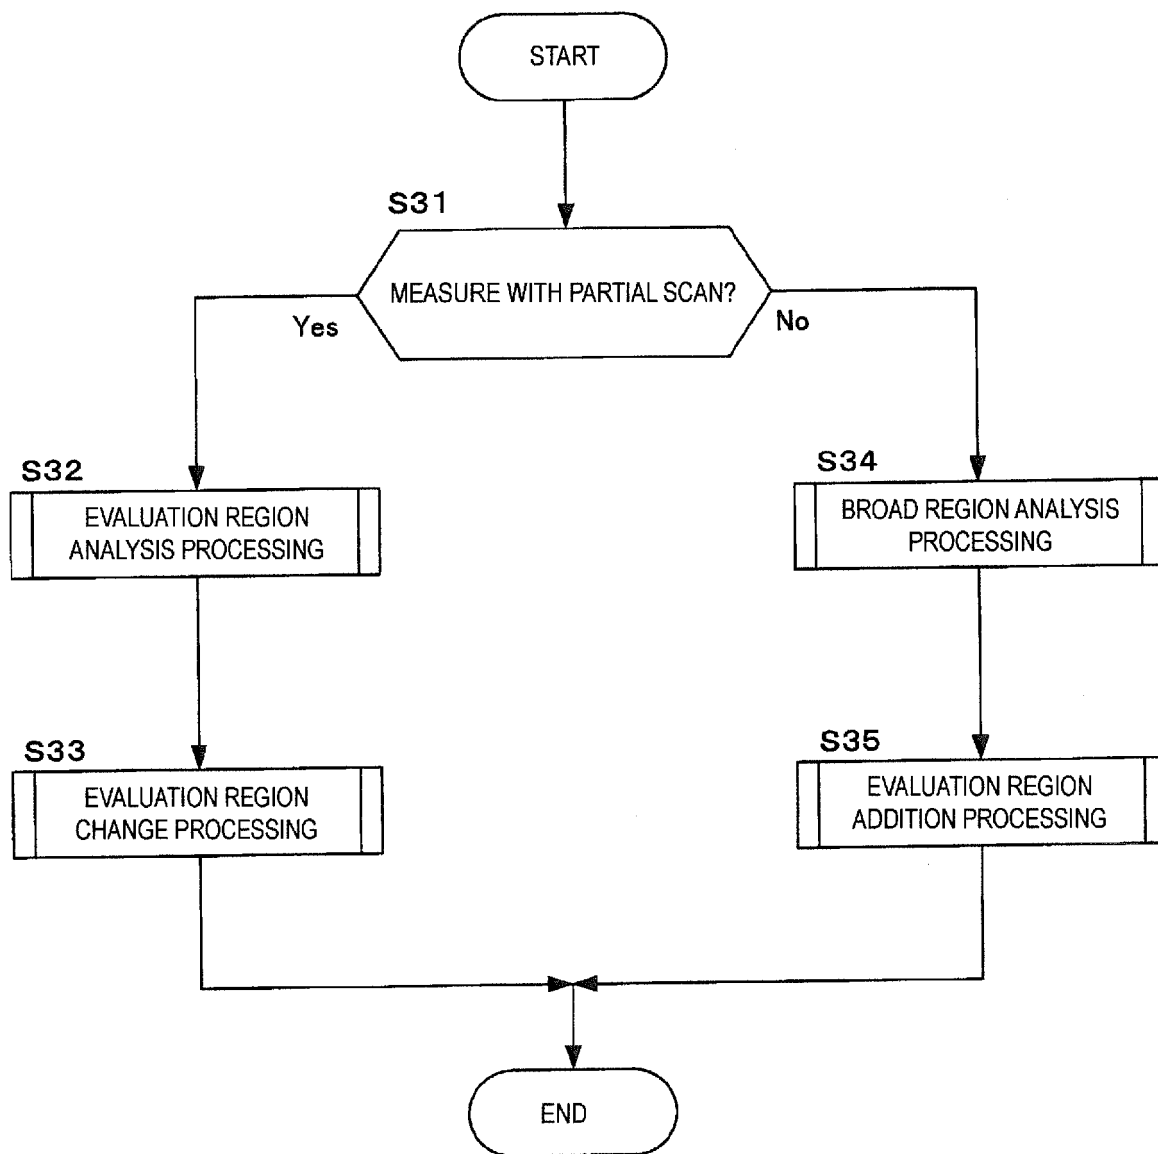 START
S31
MEASURE WITH PARTIAL SCAN?
Yes
No
S32
EVALUATION REGION
ANALYSIS PROCESSING
S34
BROAD REGION ANALYSIS
PROCESSING
S33
EVALUATION REGION
CHANGE PROCESSING
S35
EVALUATION REGION
ADDITION PROCESSING
END